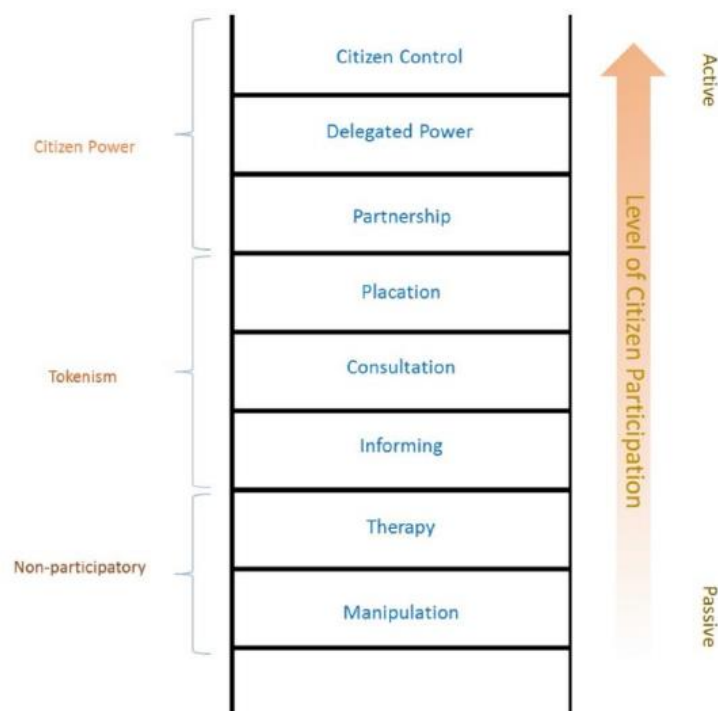 Citizen Control
Active
Delegated Power
Citizen Power
Partnership
Placation
Level of Citizen Participation
Consultation
Tokenism
Informing
Therapy
Non-participatory
Manipulation
Passive